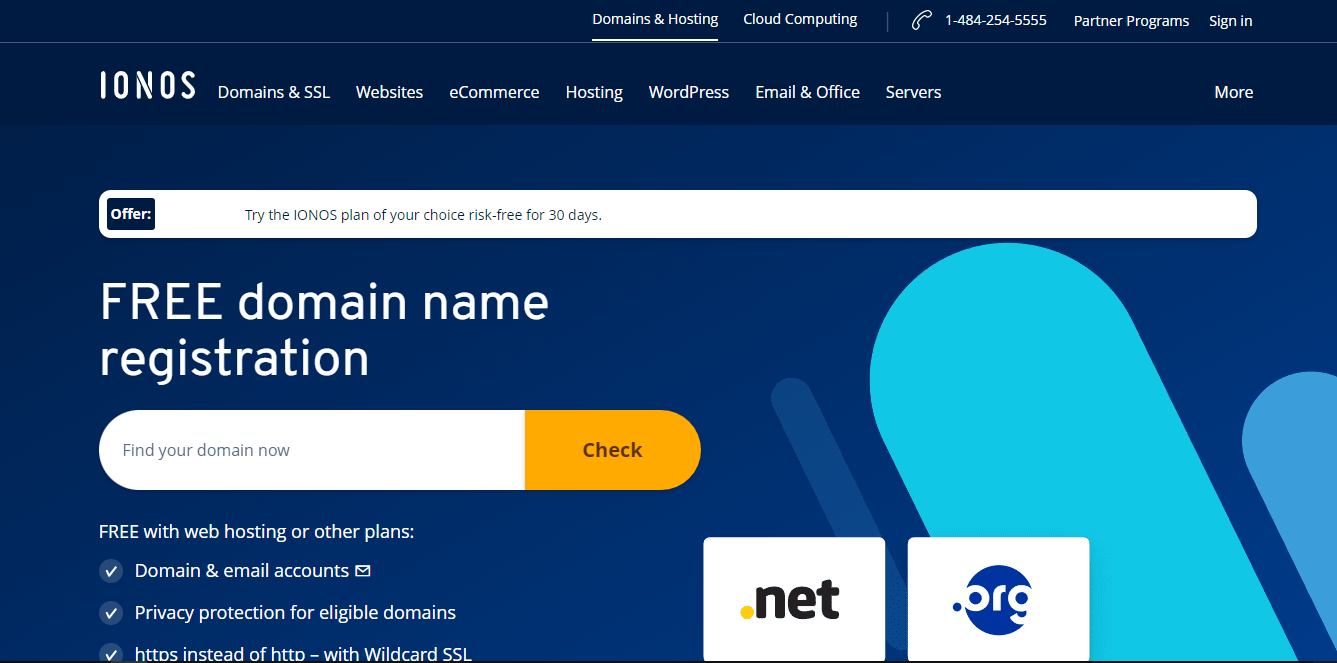 Domains & Hosting Cloud Computing 1-484-254-5555 Partner Programs Sign in
IONOS Domains & SSL Websites eCommerce Hosting WordPress Email & Office Servers More
Offer: Try the IONOS plan of your choice risk-free for 30 days.
FREE domain name
registration
Find your domain now Check
FREE with web hosting or other plans:
Domain & email accounts
Privacy protection for eligible domains
https instead of http – with Wildcard SSL
.net .org